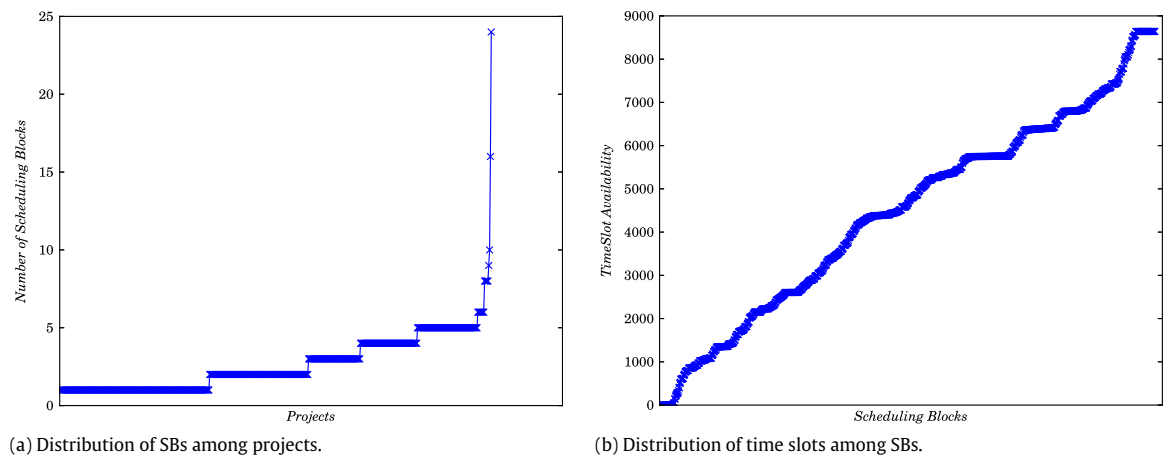 25
20
15
10
5
0
Number of Scheduling Blocks
Projects
(a) Distribution of SBs among projects.
9000
8000
7000
6000
5000
4000
3000
2000
1000
0
TimeSlot Availability
Scheduling Blocks
(b) Distribution of time slots among SBs.